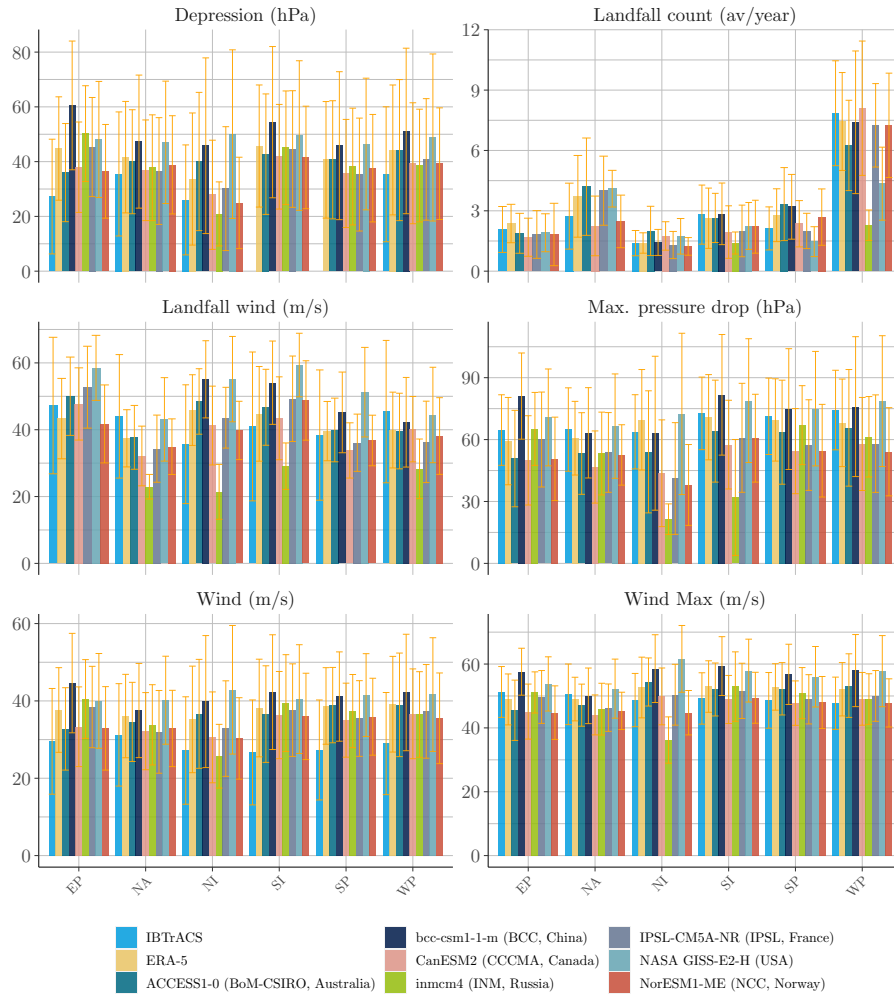 Depression (hPa)
80
60
40
20
0
Landfall count (av/year)
12
9
6
3
0
Landfall wind (m/s)
60
40
20
0
Max. pressure drop (hPa)
90
60
30
0
Wind (m/s)
60
40
20
0
EP NA NI SI SP WP
Wind Max (m/s)
60
40
20
0
EP NA NI SI SP WP
IBTrACS
ERA-5
ACCESS1-0 (BoM-CSIRO, Australia)
bcc-csm1-1-m (BCC, China)
CanESM2 (CCCMA, Canada)
inmcm4 (INM, Russia)
IPSL-CM5A-NR (IPSL, France)
NASA GISS-E2-H (USA)
NorESM1-ME (NCC, Norway)